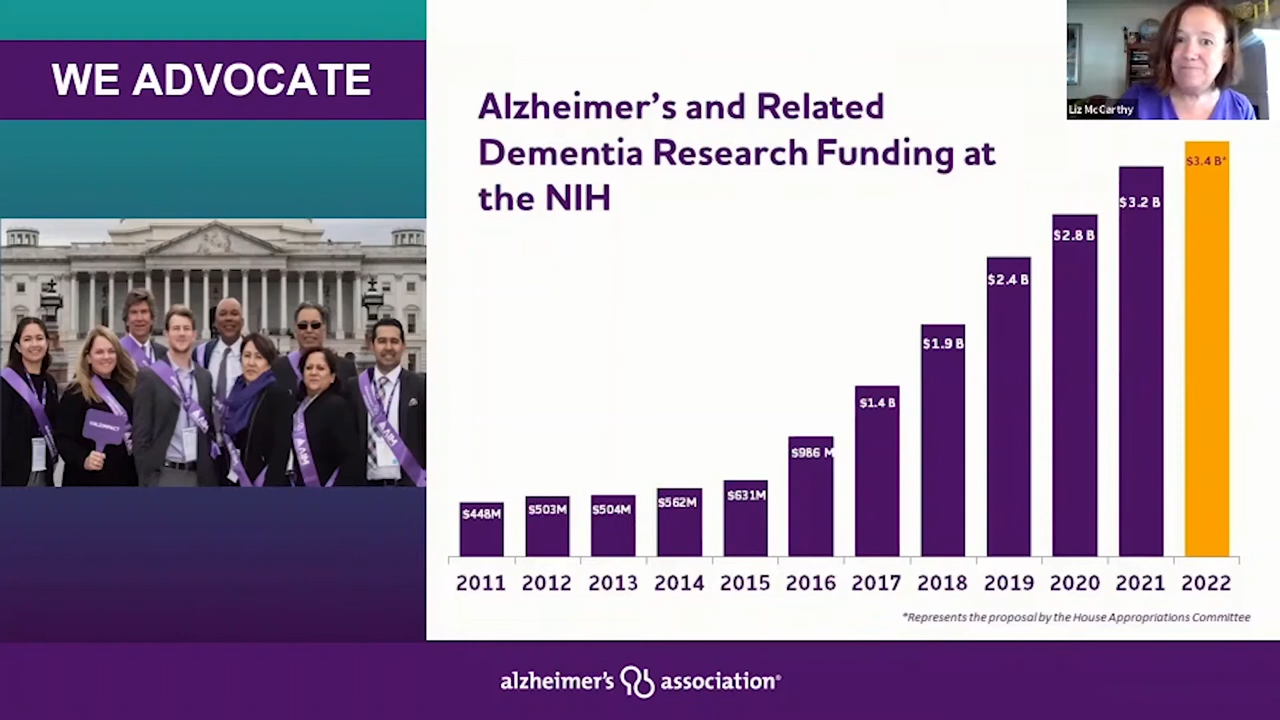 WE ADVOCATE
Alzheimer's and Related
Dementia Research Funding at
the NIH
Liz McCarthy
$448M
$503M
$504M
$562M
$631M
$986 M
$1.4 B
$1.9 B
$2.4 B
$2.8 B
$3.2 B
$3.4 B*
2011 2012 2013 2014 2015 2016 2017 2018 2019 2020 2021 2022
*Represents the proposal by the House Appropriations Committee
alzheimer's association®